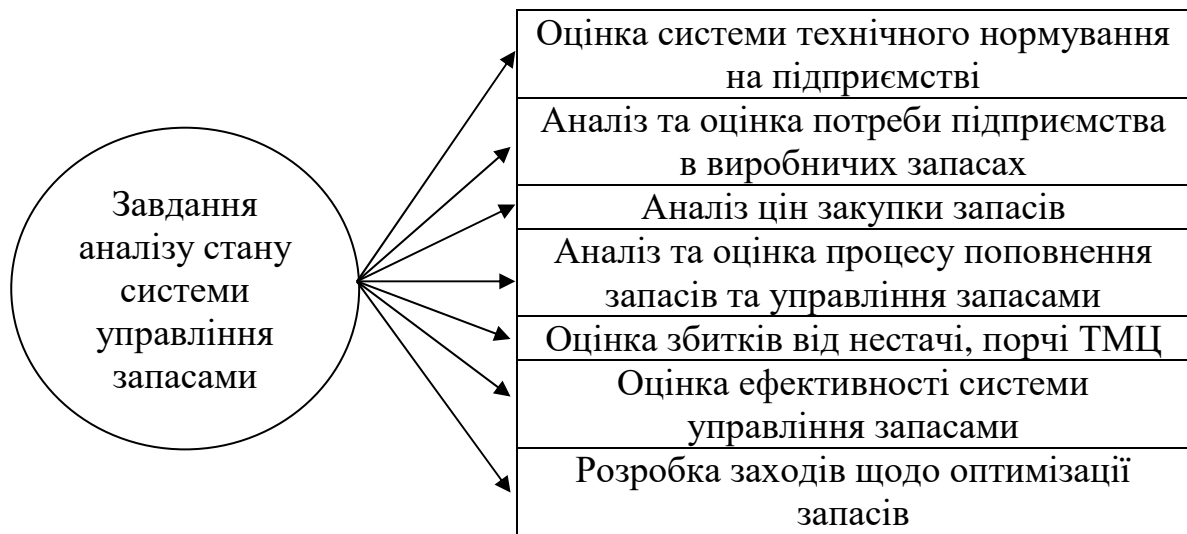 Завдання
аналізу стану
системи
управління
запасами
Оцінка системи технічного нормування
на підприємстві
Аналіз та оцінка потреби підприємства
в виробничих запасах
Аналіз цін закупки запасів
Аналіз та оцінка процесу поповнення
запасів та управління запасами
Оцінка збитків від нестачі, порчі ТМЦ
Оцінка ефективності системи
управління запасами
Розробка заходів щодо оптимізації
запасів